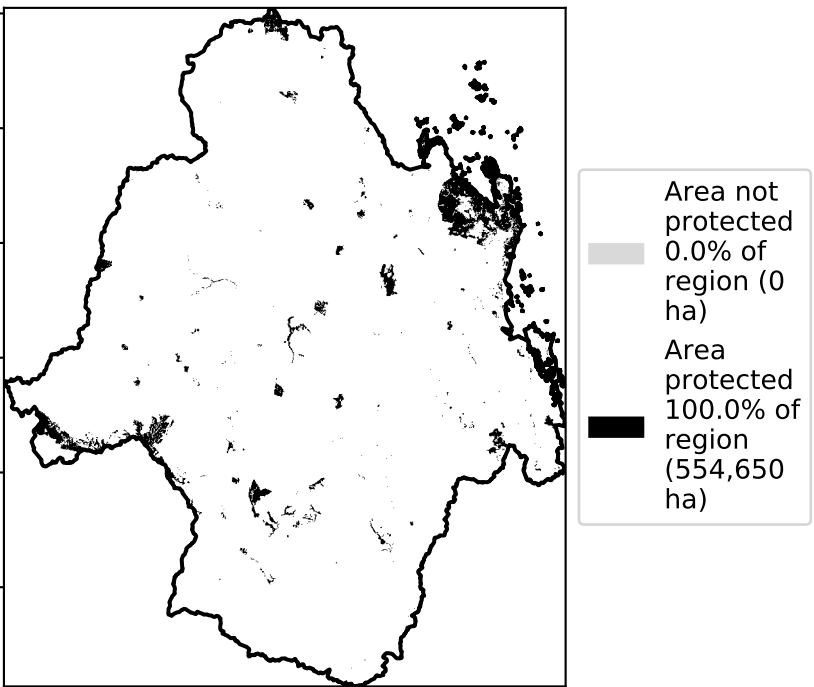 Area not
protected
0.0% of
region (0
ha)
Area
protected
100.0% of
region
(554,650
ha)